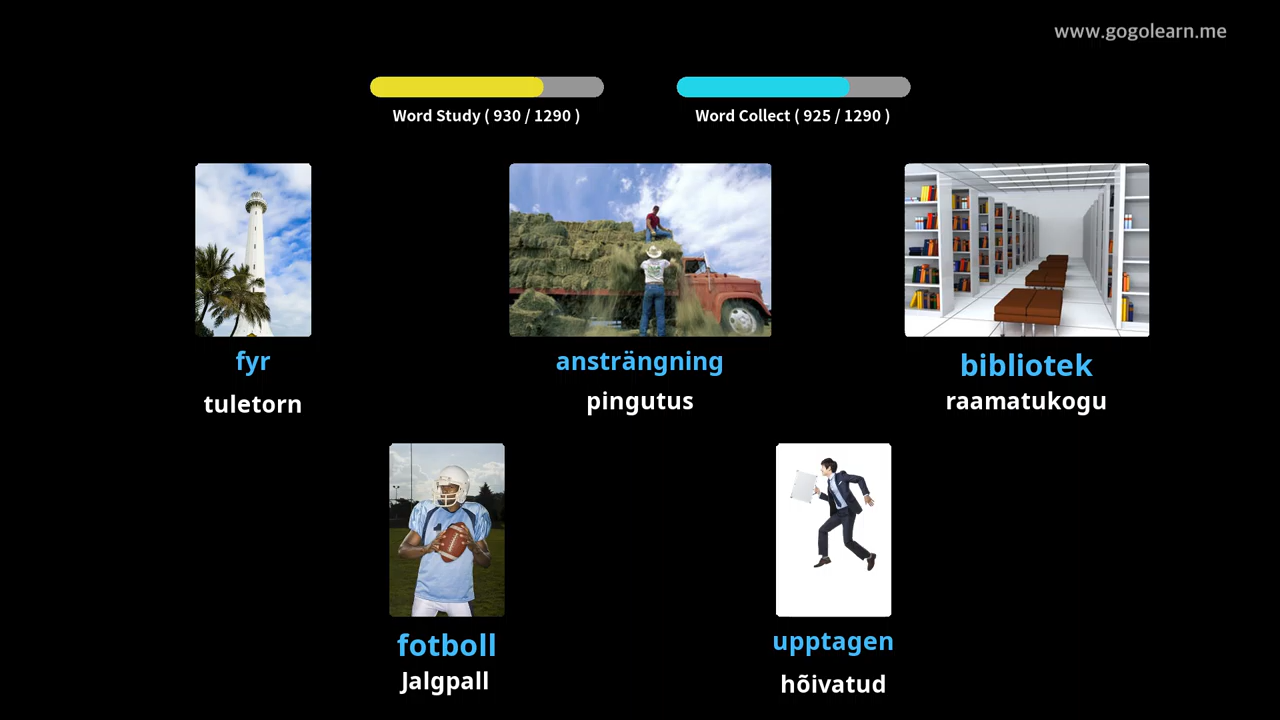 www.gogolearn.me
Word Study ( 930 / 1290 )
Word Collect ( 925 / 1290 )
fyr
tuletorn
ansträngning
pingutus
bibliotek
raamatukogu
fotboll
Jalgpall
upptagen
hõivatud